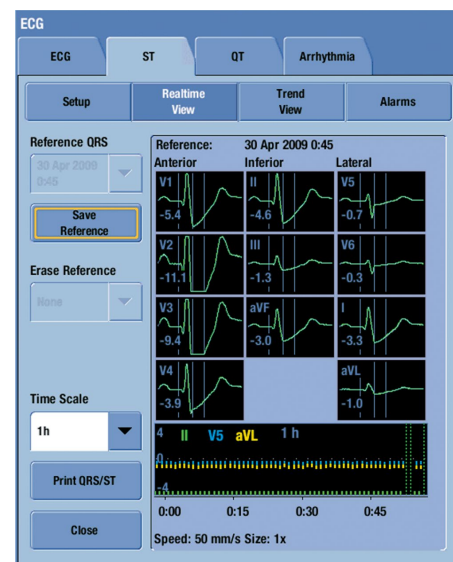 ECG
ECG ST QT Arrhythmia
Setup Realtime View Trend View Alarms
Reference QRS
30 Apr 2009
0:45
Save
Reference
Erase Reference
None
Time Scale
1h
Print QRS/ST
Close
Reference: 30 Apr 2009 0:45
Anterior Inferior Lateral
V1 II V5
-5.4 -4.6 -0.7
V2 III V6
-11.1 -1.3 -0.3
V3 aVF I
-9.4 -3.0 -3.3
V4 aVL
-3.9 -1.0
4 II V5 aVL 1 h
0
-4
0:00 0:15 0:30 0:45
Speed: 50 mm/s Size: 1x